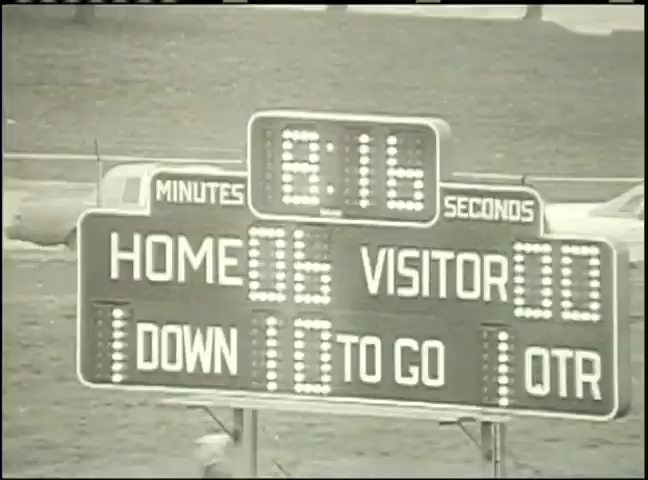 MINUTES 8:16 SECONDS
HOME 06 VISITOR 00
1 DOWN 10 TO GO 1 QTR